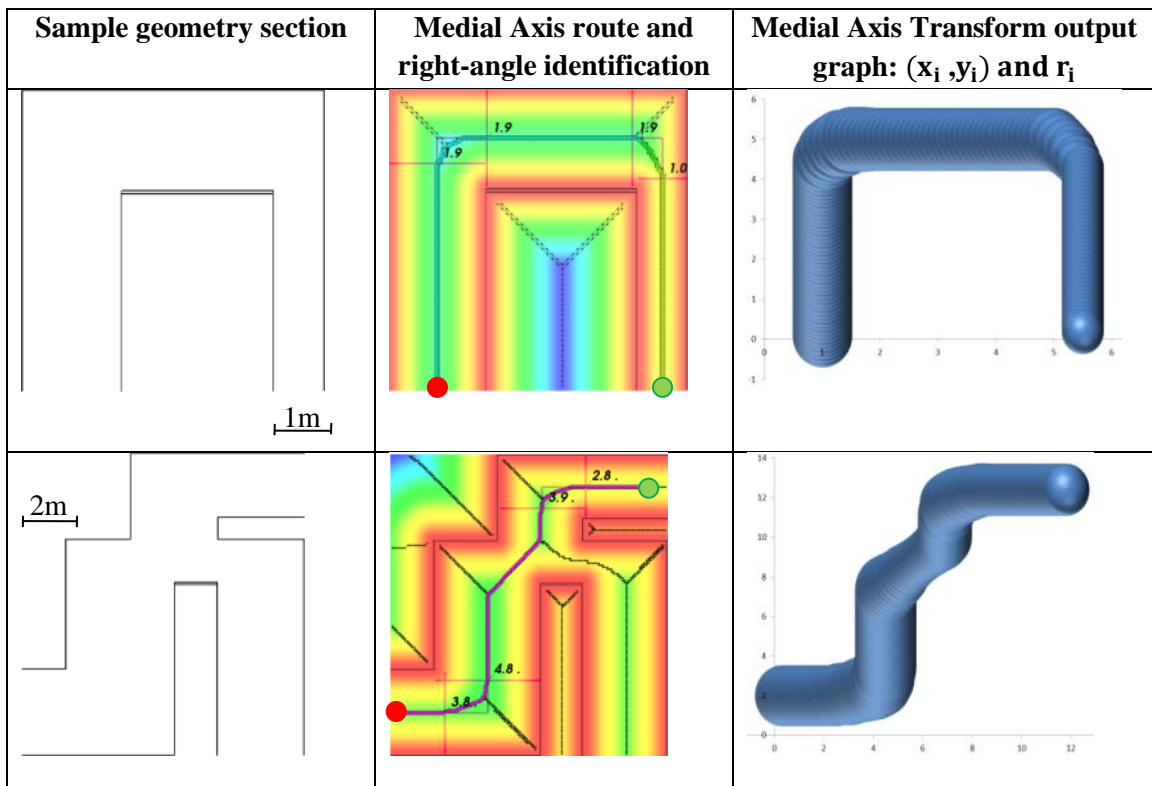 Sample geometry section
Medial Axis route and
right-angle identification
Medial Axis Transform output
graph: (xᵢ ,yᵢ) and rᵢ
1m
1.9
1.9
1.9
1.0
6
5
4
3
2
1
0
-1
0 1 2 3 4 5 6
2m
2.8 .
3.9 .
4.8 .
3.8 .
14
12
10
8
6
4
2
0
0 2 4 6 8 10 12